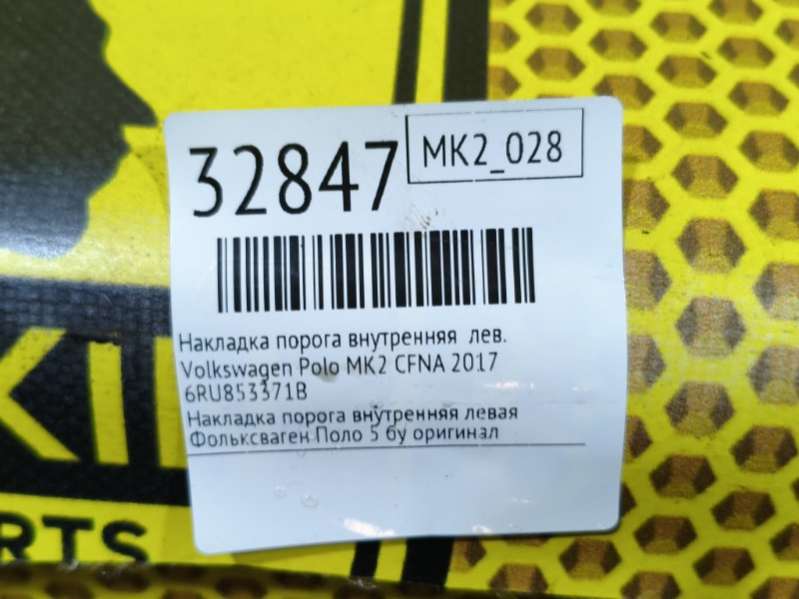 32847
MK2_028
Накладка порога внутренняя лев.
Volkswagen Polo MK2 CFNA 2017
6RU853371B
Накладка порога внутренняя левая
Фольксваген Поло 5 бу оригинал
KI
RTS